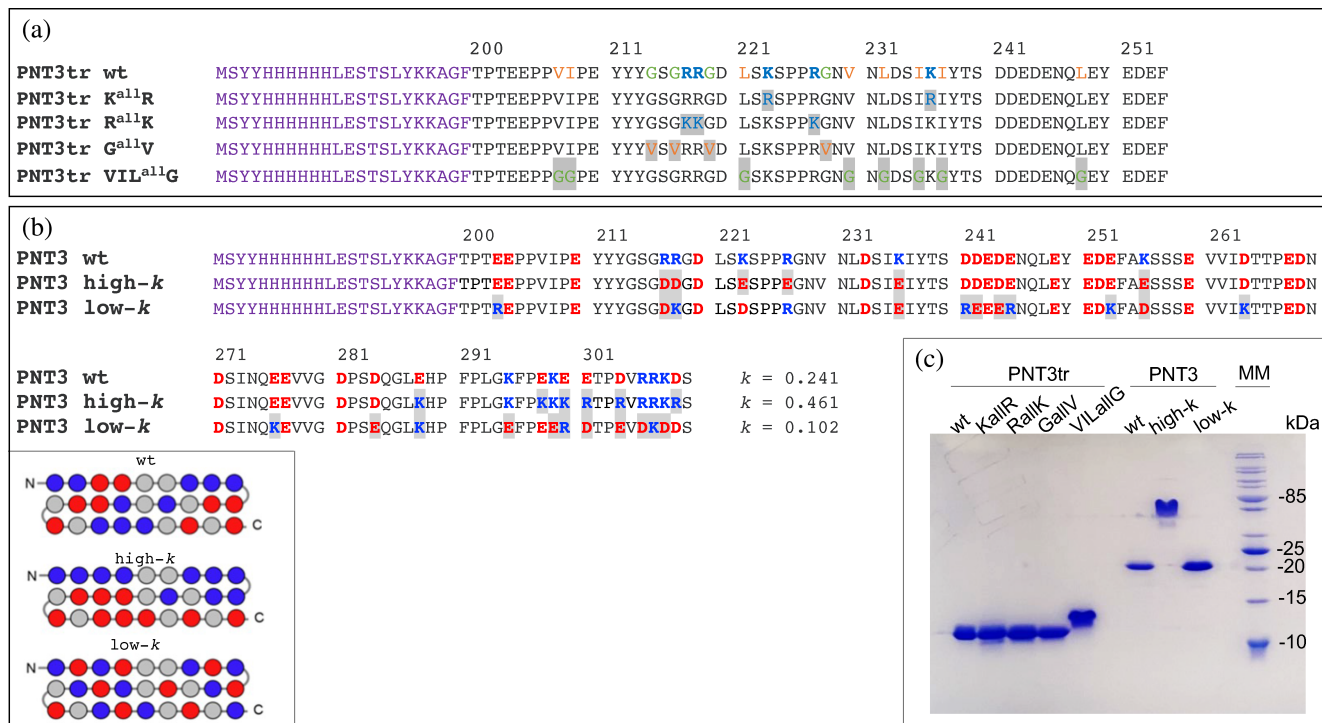 (a)
200 211 221 231 241 251
PNT3tr wt MSYYHHHHHHLESTSLYKKAGFTPTEEPPVIPE YYYGSGRRGD LSKSPPRGNV NLDSIKIYTS DDEDENQLEY EDEF
PNT3tr KallR MSYYHHHHHHLESTSLYKKAGFTPTEEPPVIPE YYYGSGRRGD LSRSPPRGNV NLDSIRIYTS DDEDENQLEY EDEF
PNT3tr RallK MSYYHHHHHHLESTSLYKKAGFTPTEEPPVIPE YYYGSGKKGD LSKSPPKGNV NLDSIKIYTS DDEDENQLEY EDEF
PNT3tr GallV MSYYHHHHHHLESTSLYKKAGFTPTEEPPVIPE YYYVSVRRVD LSKSPPRVNV NLDSIKIYTS DDEDENQLEY EDEF
PNT3tr VILallG MSYYHHHHHHLESTSLYKKAGFTPTEEPPGGPE YYYGSGRRGD GSKSPPRGNG NGDSGKGYTS DDEDENQGEY EDEF
(b)
200 211 221 231 241 251 261
PNT3 wt MSYYHHHHHHLESTSLYKKAGFTPTEEPPVIPE YYYGSGRRGD LSKSPPRGNV NLDSIKIYTS DDEDENQLEY EDEFAKSSSE VVIDTTPEDN
PNT3 high-k MSYYHHHHHHLESTSLYKKAGFTPTEEPPVIPE YYYGSGDDGD LSESPPEGNV NLDSIEIYTS DDEDENQLEY EDEFAESSSE VVIDTTPEDN
PNT3 low-k MSYYHHHHHHLESTSLYKKAGFTPTREPPVIPE YYYGSGDKGD LSDSPPRGNV NLDSIEIYTS REEERNQLEY EDKFADSSSE VVIKTTPEDN
271 281 291 301
PNT3 wt DSINQEEVVG DPSDQGLEHP FPLGKFPEKE ETPDVRRKDS k = 0.241
PNT3 high-k DSINQEEVVG DPSDQGLKHP FPLGKFPKKK RTPRVRRKRS k = 0.461
PNT3 low-k DSINQKEVVG DPSEQGLEHP FPLGEFPEER DTPEVDKDDS k = 0.102
wt
N C
high-k
N C
low-k
N C
(c)
PNT3tr PNT3 MM
wt KallR RallK GallV VILallG wt high-k low-k kDa
-85
-25
-20
-15
-10